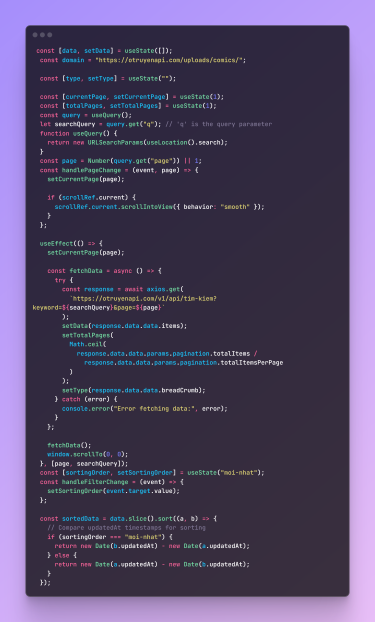 const [data, setData] = useState([]);
const domain = "https://otruyenapi.com/uploads/comics/";
const [type, setType] = useState("");
const [currentPage, setCurrentPage] = useState(1);
const [totalPages, setTotalPages] = useState(1);
const query = useQuery();
let searchQuery = query.get("q"); // 'q' is the query parameter
function useQuery() {
return new URLSearchParams(useLocation().search);
}
const page = Number(query.get("page")) || 1;
const handlePageChange = (event, page) => {
setCurrentPage(page);
if (scrollRef.current) {
scrollRef.current.scrollIntoView({ behavior: "smooth" });
}
};
useEffect(() => {
setCurrentPage(page);
const fetchData = async () => {
try {
const response = await axios.get(
`https://otruyenapi.com/v1/api/tim-kiem?
keyword=${searchQuery}&page=${page}`
);
setData(response.data.data.items);
setTotalPages(
Math.ceil(
response.data.data.params.pagination.totalItems /
response.data.data.params.pagination.totalItemsPerPage
)
);
setType(response.data.data.breadCrumb);
} catch (error) {
console.error("Error fetching data:", error);
}
};
fetchData();
window.scrollTo(0, 0);
}, [page, searchQuery]);
const [sortingOrder, setSortingOrder] = useState("moi-nhat");
const handleFilterChange = (event) => {
setSortingOrder(event.target.value);
};
const sortedData = data.slice().sort((a, b) => {
// Compare updatedAt timestamps for sorting
if (sortingOrder === "moi-nhat") {
return new Date(b.updatedAt) - new Date(a.updatedAt);
} else {
return new Date(a.updatedAt) - new Date(b.updatedAt);
}
});